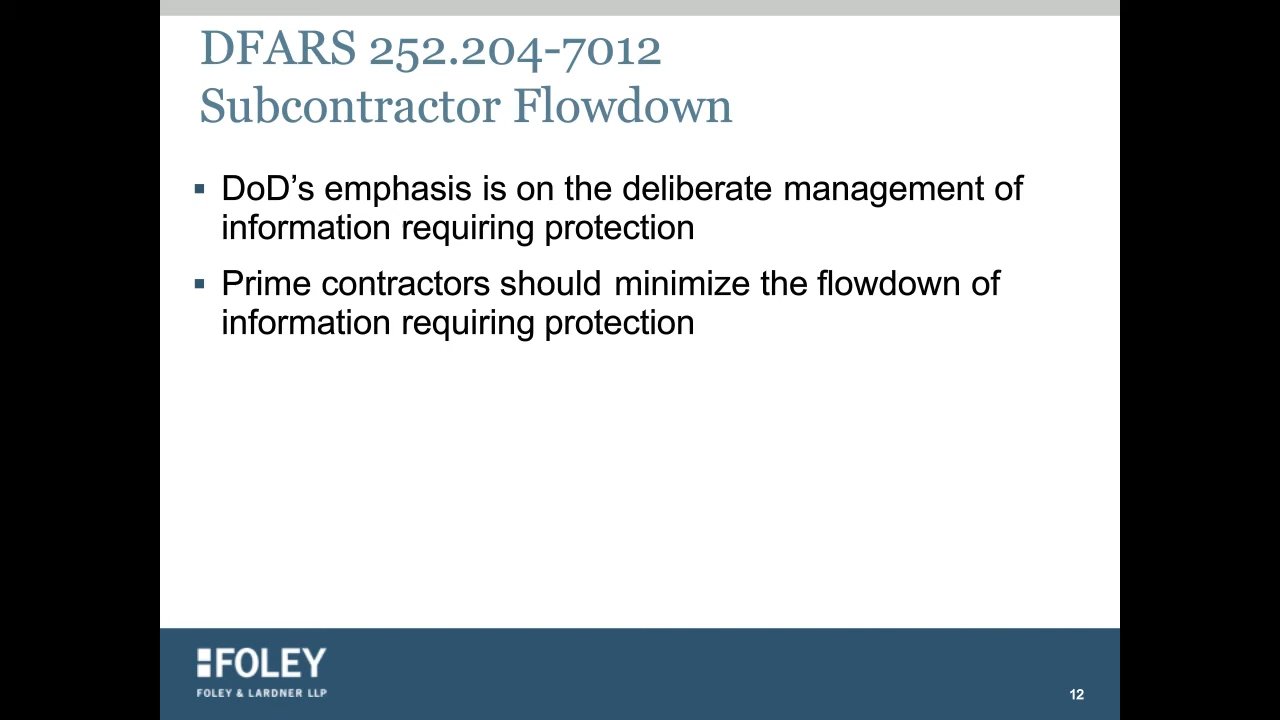 DFARS 252.204-7012
Subcontractor Flowdown
▪ DoD’s emphasis is on the deliberate management of
information requiring protection
▪ Prime contractors should minimize the flowdown of
information requiring protection
FOLEY
FOLEY & LARDNER LLP
12